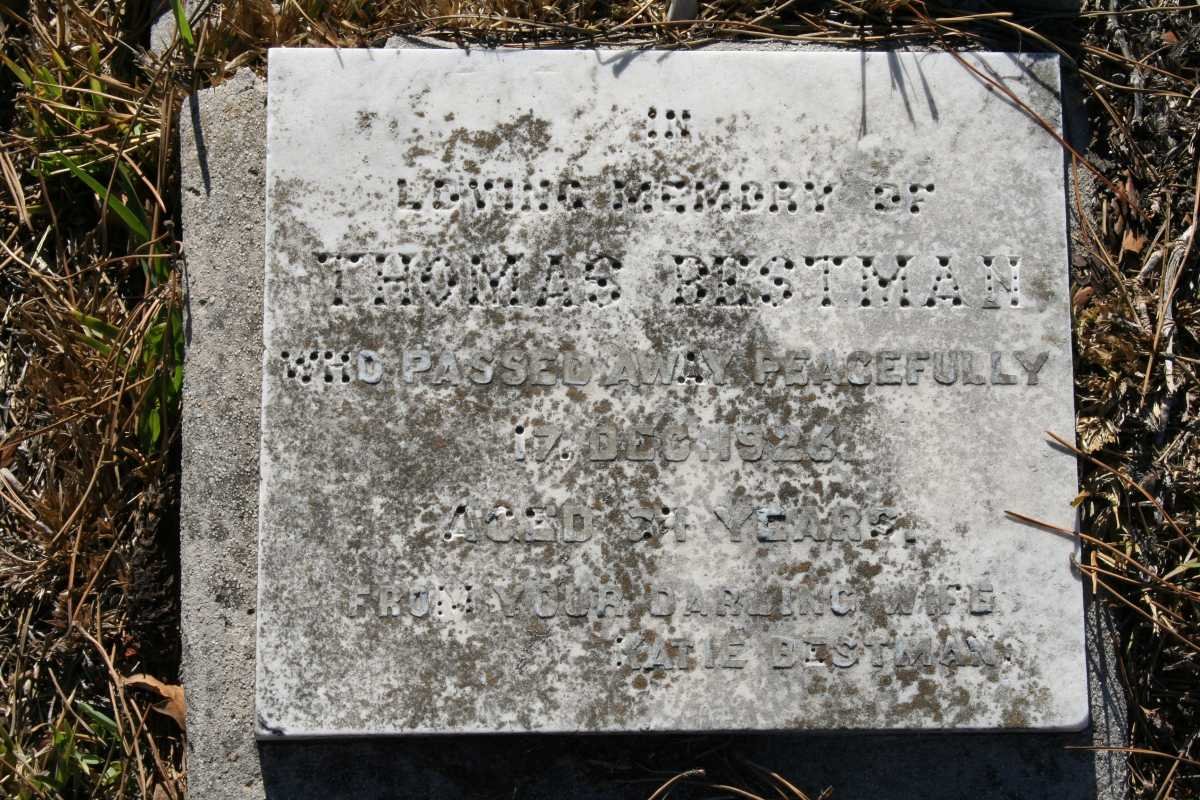 IN
LOVING MEMORY OF
THOMAS BESTMAN
WHO PASSED AWAY PEACEFULLY
17. DEC. 1926.
AGED YEARS.
FROM YOUR DARLING WIFE
KATIE BESTMAN